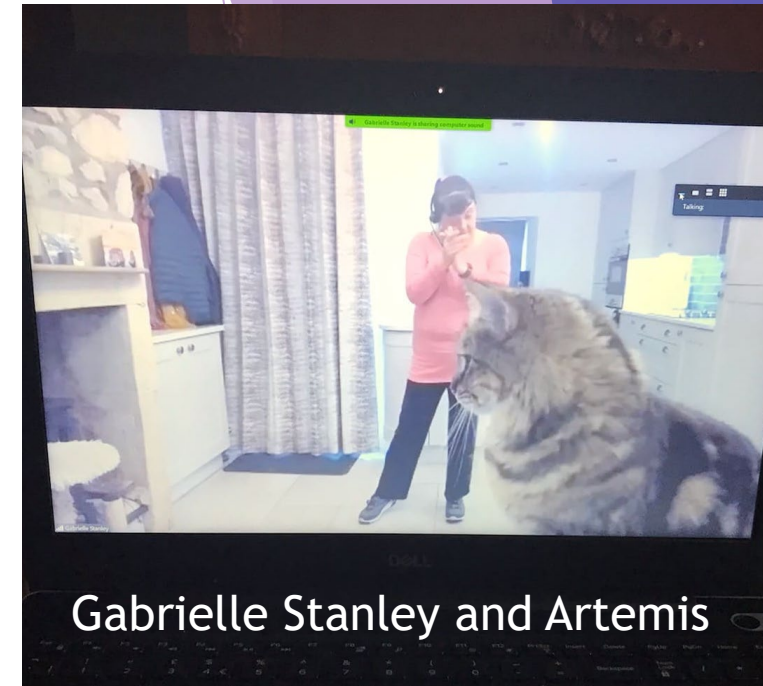 Gabrielle Stanley is sharing computer sound
Talking:
Gabrielle Stanley
DELL
Gabrielle Stanley and Artemis